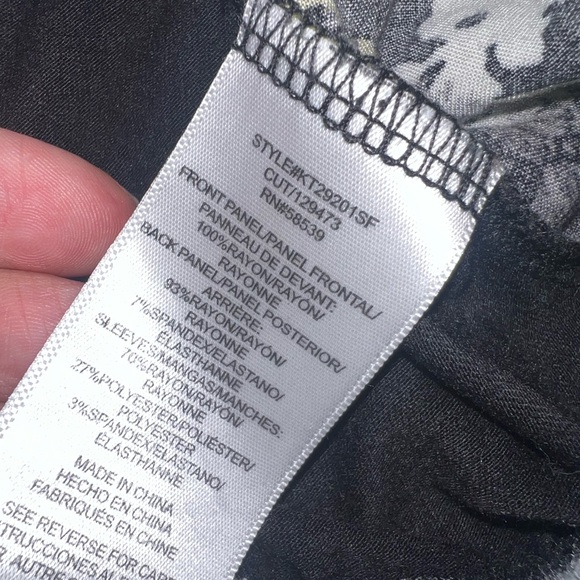 STYLE#KT29201SF
CUT/129473
RN#58539
FRONT PANEL/PANEL FRONTAL/
PANNEAU DE DEVANT:
100%RAYON/RAYÓN/
RAYONNE
BACK PANEL/PANEL POSTERIOR/
ARRIÈRE:
93%RAYON/RAYÓN/
RAYONNE
7%SPANDEX/ELASTANO/
ÉLASTHANNE
SLEEVES/MANGAS/MANCHES:
70%RAYON/RAYÓN/
RAYONNE
27%POLYESTER/POLIÉSTER/
POLYESTER
3%SPANDEX/ELASTANO/
ÉLASTHANNE
MADE IN CHINA
HECHO EN CHINA
FABRIQUÉS EN CHINE
SEE REVERSE FOR CARE